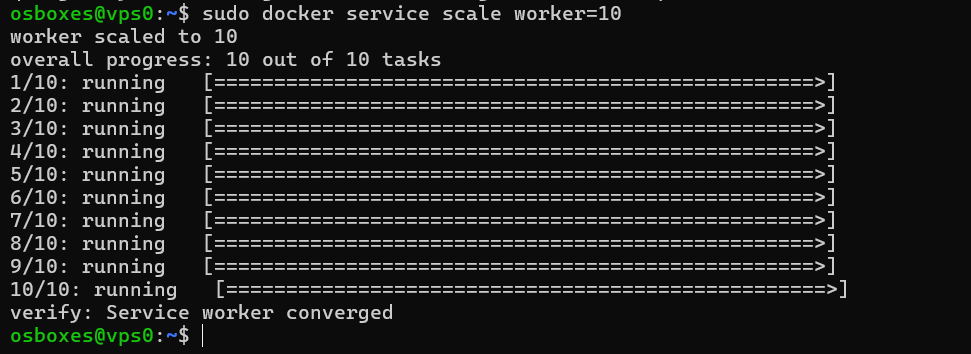 osboxes@vps0:~$ sudo docker service scale worker=10
worker scaled to 10
overall progress: 10 out of 10 tasks
1/10: running   [==================================================>]
2/10: running   [==================================================>]
3/10: running   [==================================================>]
4/10: running   [==================================================>]
5/10: running   [==================================================>]
6/10: running   [==================================================>]
7/10: running   [==================================================>]
8/10: running   [==================================================>]
9/10: running   [==================================================>]
10/10: running   [==================================================>]
verify: Service worker converged
osboxes@vps0:~$